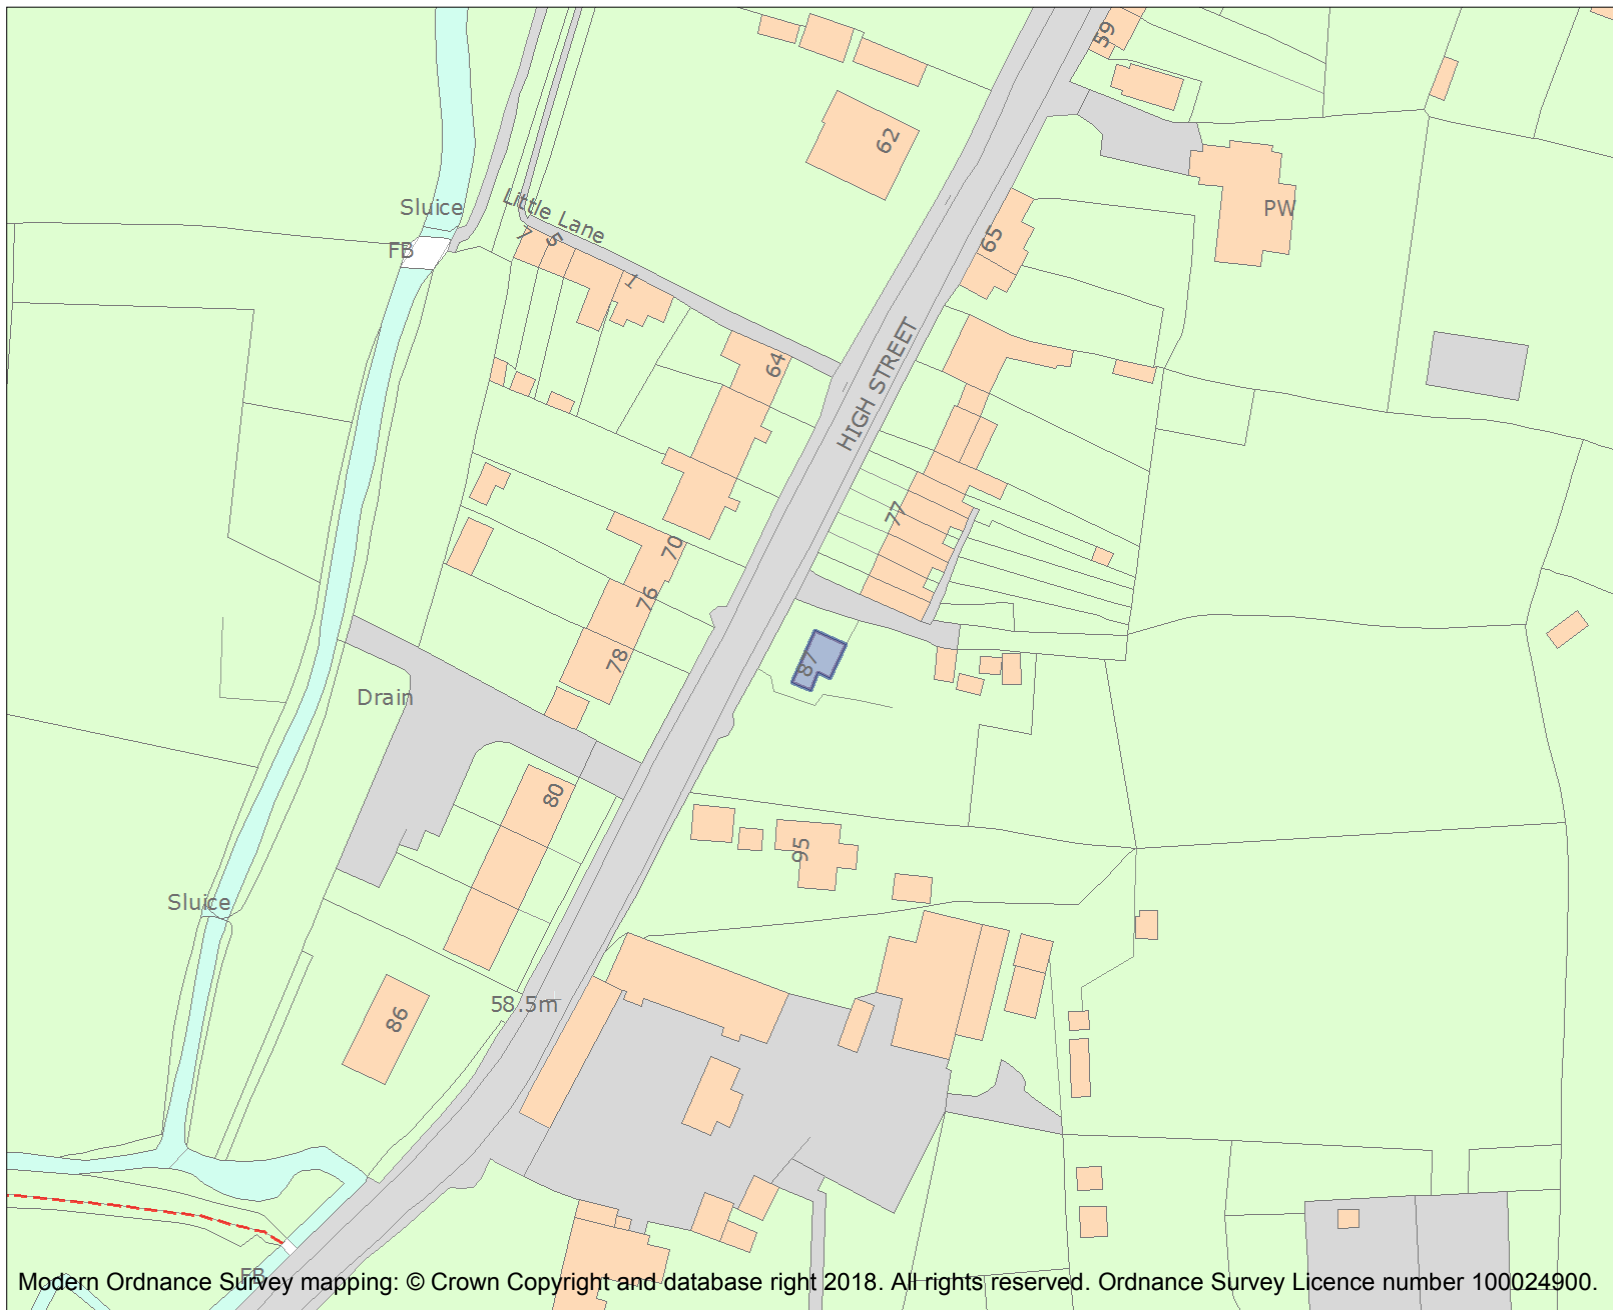 59
62
Sluice
Little Lane
PW
FB
7
5
65
1
64
HIGH STREET
77
70
76
78
87
Drain
80
95
Sluice
58.5m
86
FB
Modern Ordnance Survey mapping: © Crown Copyright and database right 2018. All rights reserved. Ordnance Survey Licence number 100024900.